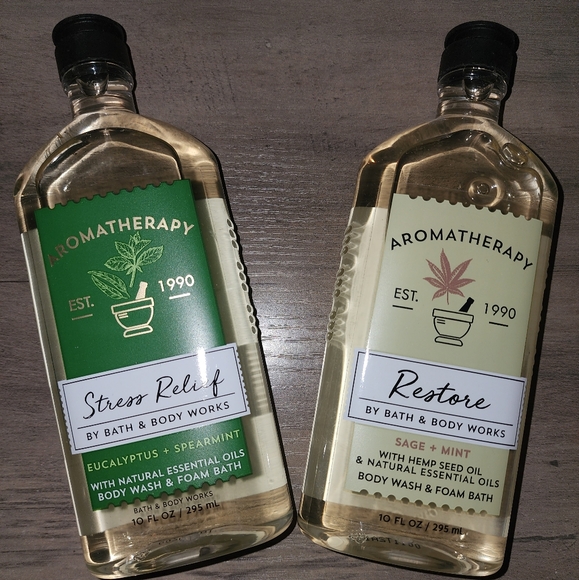 AROMATHERAPY
EST. 1990
Stress Relief
BY BATH & BODY WORKS
EUCALYPTUS + SPEARMINT
WITH NATURAL ESSENTIAL OILS
BODY WASH & FOAM BATH
BATH & BODY WORKS
10 FL OZ / 295 mL
AROMATHERAPY
EST. 1990
Restore
BY BATH & BODY WORKS
SAGE + MINT
WITH HEMP SEED OIL
& NATURAL ESSENTIAL OILS
BODY WASH & FOAM BATH
10 FL OZ / 295 mL